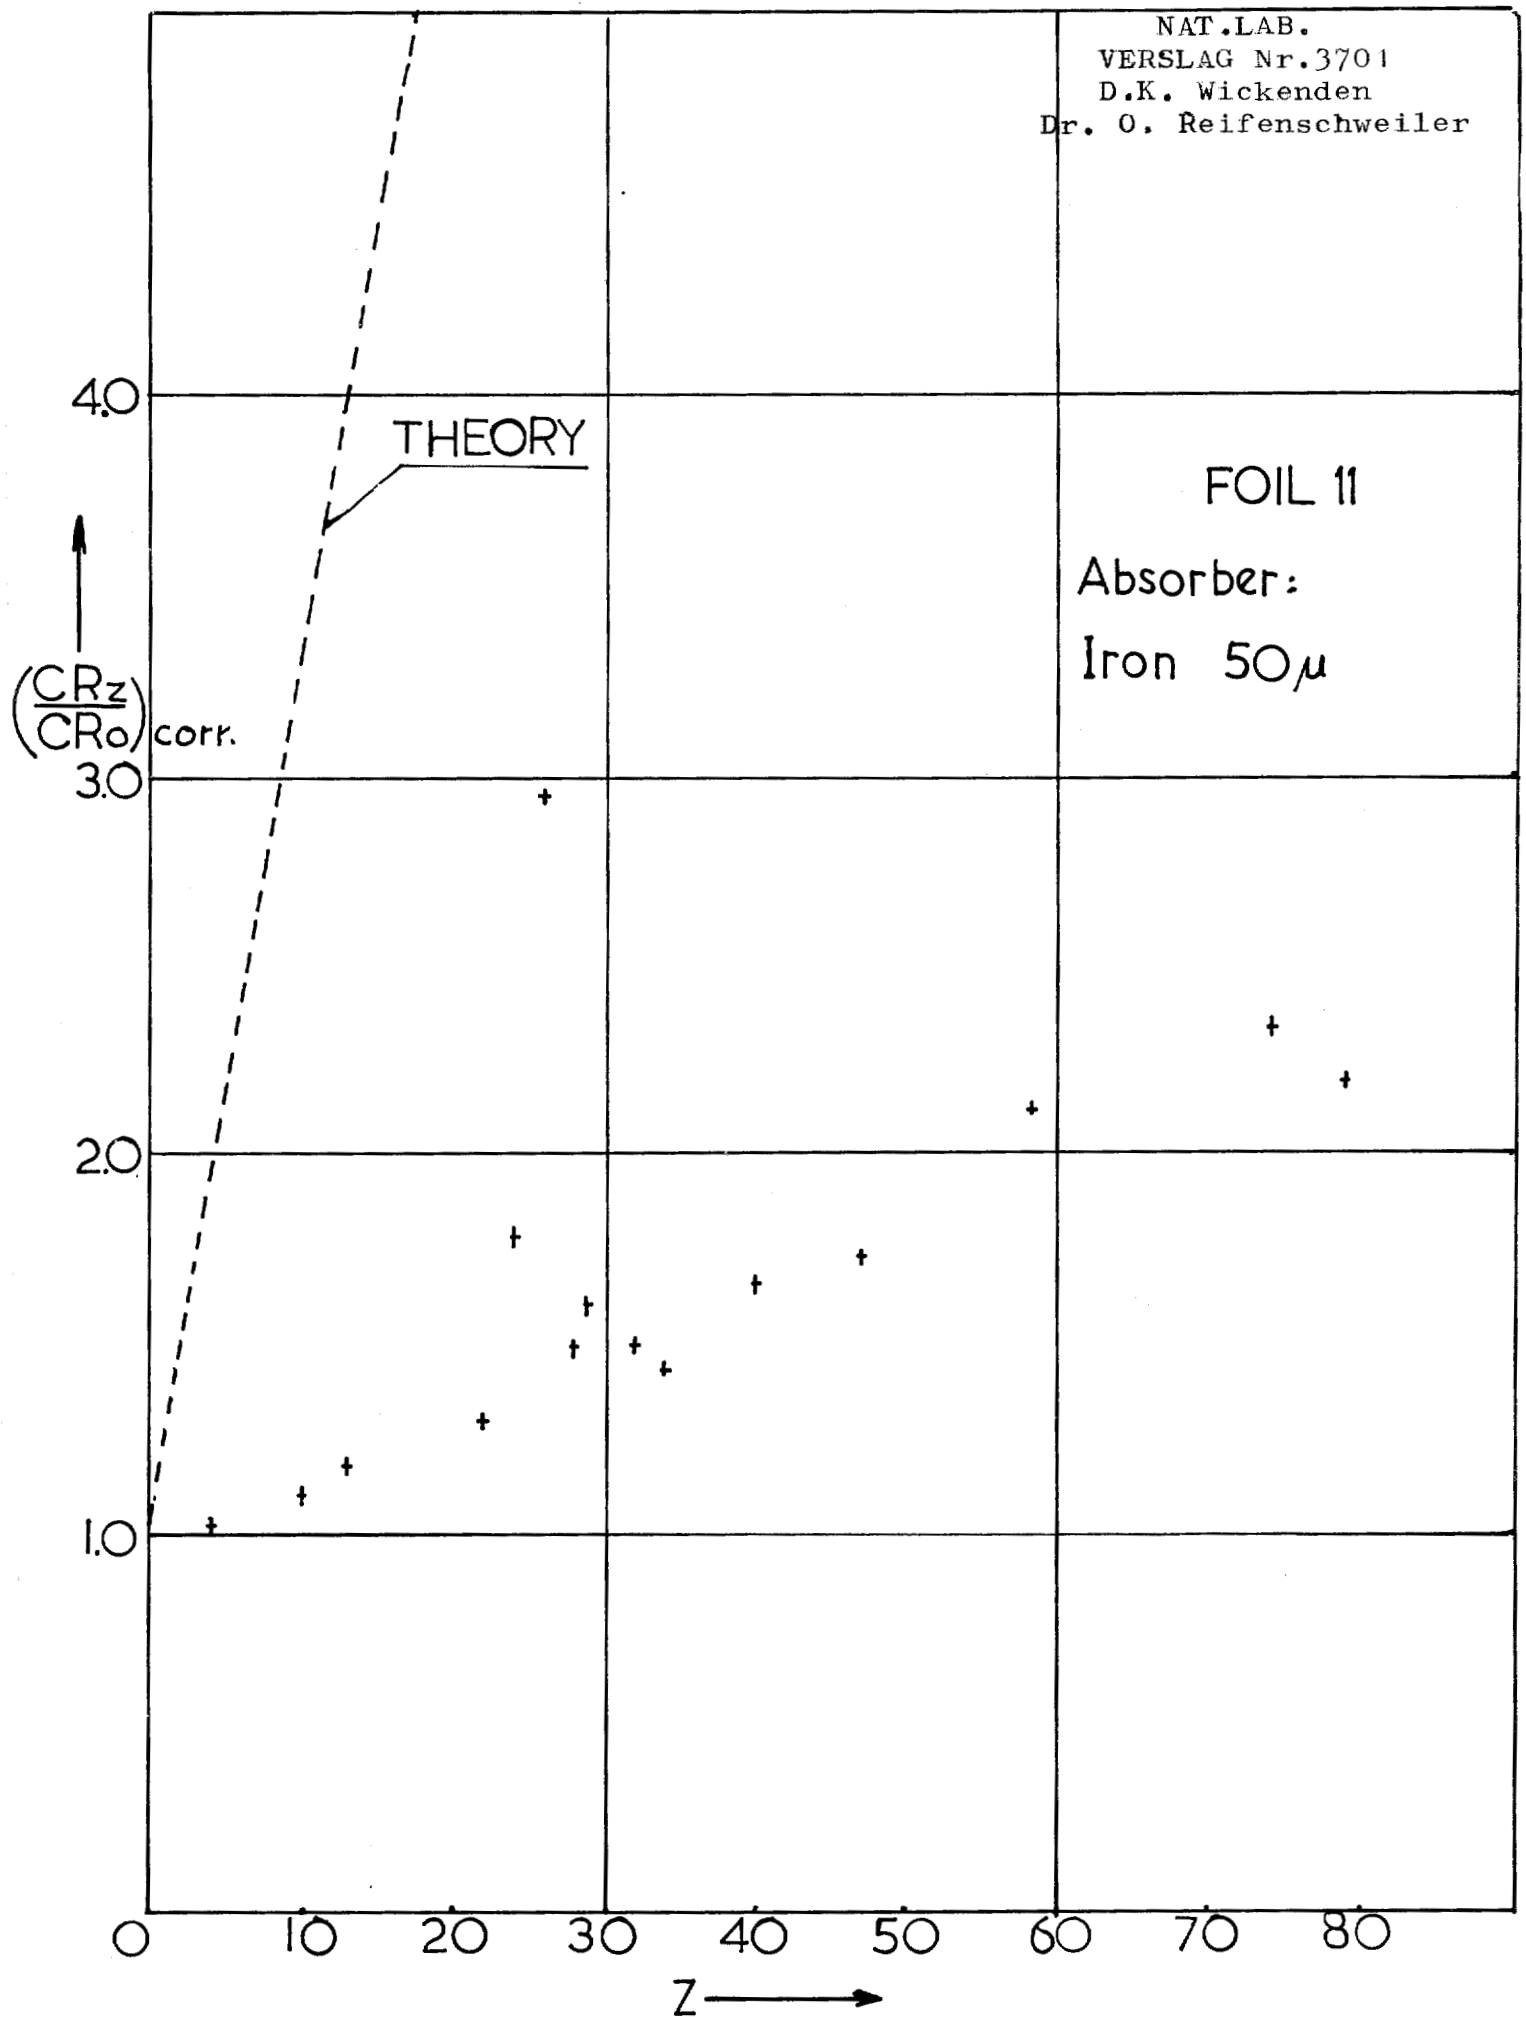 NAT.LAB.
VERSLAG Nr.3701
D.K. Wickenden
Dr. O. Reifenschweiler
4.0
THEORY
FOIL 11
Absorber:
Iron 50μ
(CRz/CRo) corr.
3.0
2.0
1.0
0 10 20 30 40 50 60 70 80
Z